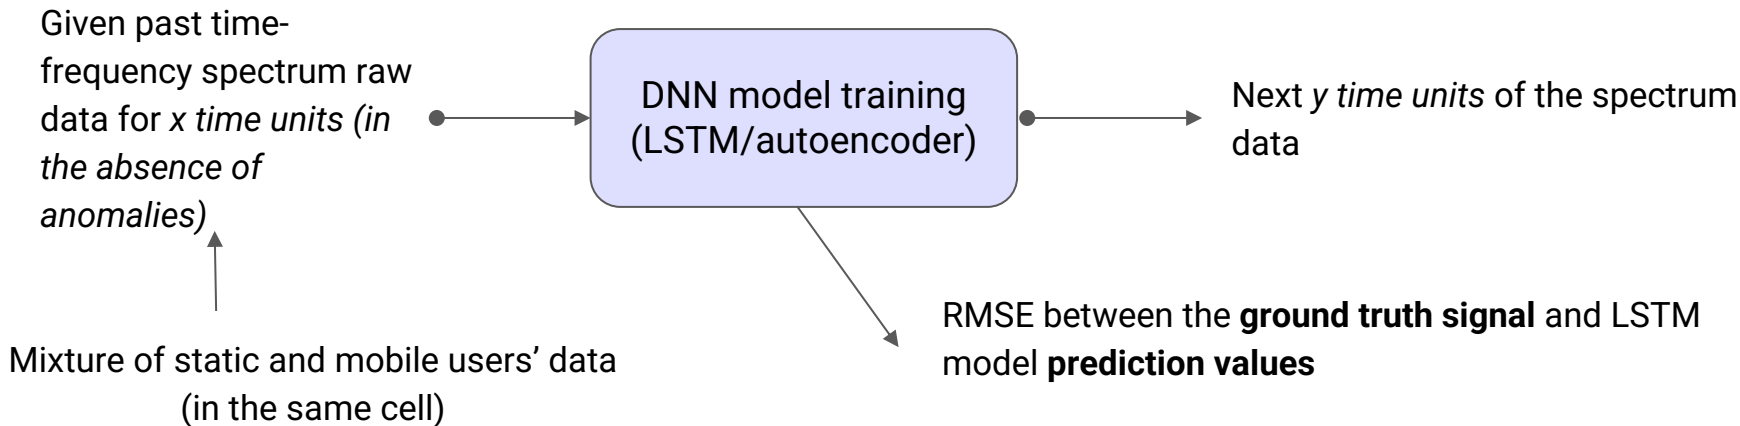 Given past time-
frequency spectrum raw
data for x time units (in
the absence of
anomalies)
DNN model training
(LSTM/autoencoder)
Next y time units of the spectrum
data
Mixture of static and mobile users’ data
(in the same cell)
RMSE between the ground truth signal and LSTM
model prediction values